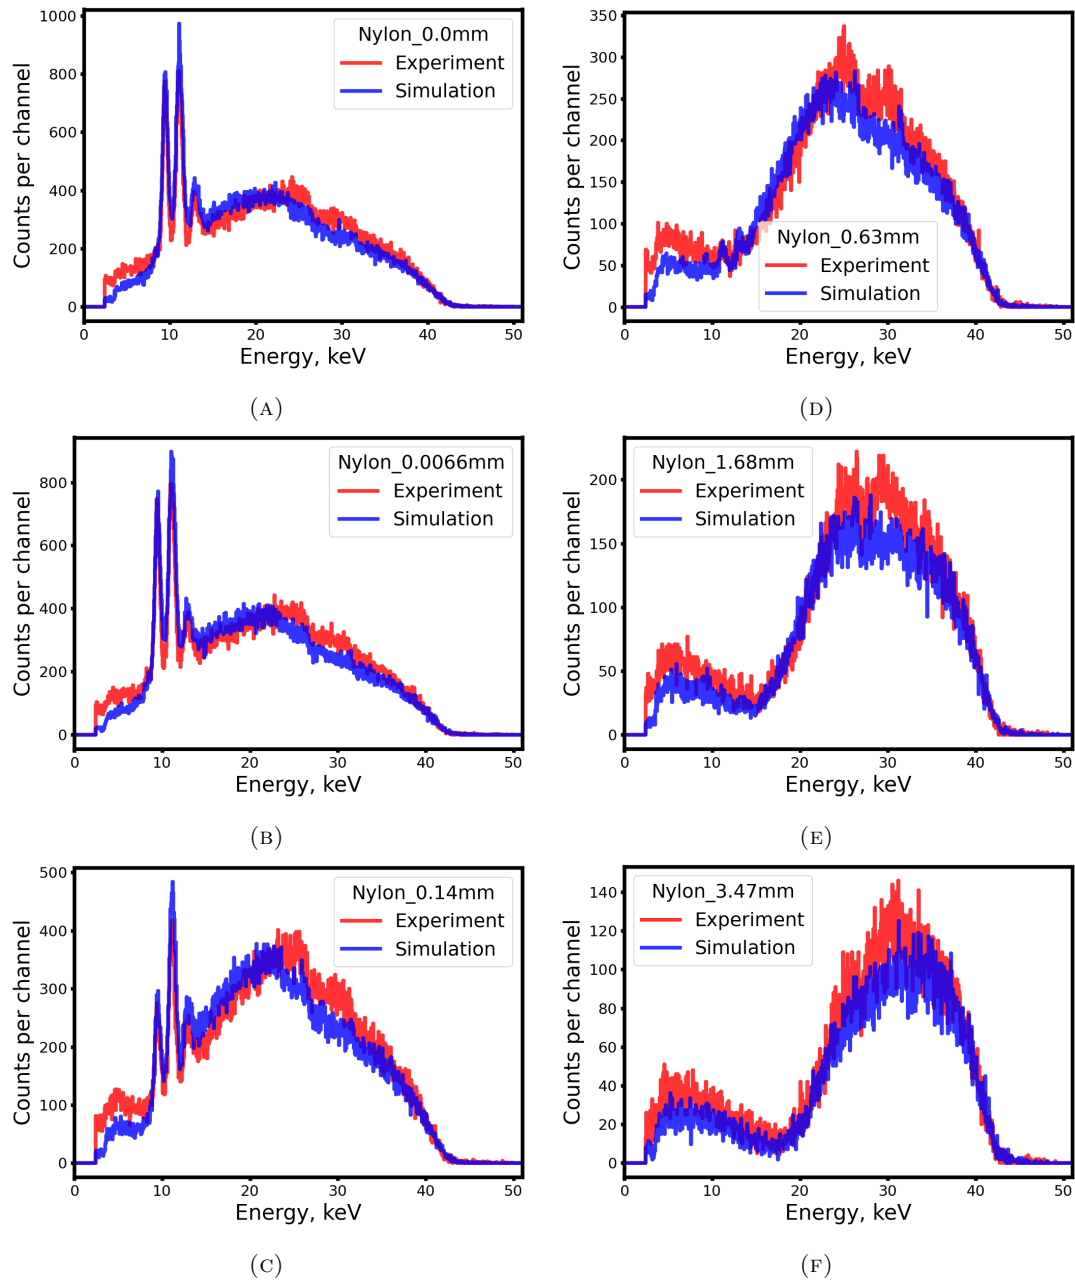 Nylon_0.0mm
Experiment
Simulation
Counts per channel
1000
800
600
400
200
0
0 10 20 30 40 50
Energy, keV
(A)
Nylon_0.63mm
Experiment
Simulation
Counts per channel
350
300
250
200
150
100
50
0
0 10 20 30 40 50
Energy, keV
(D)
Nylon_0.0066mm
Experiment
Simulation
Counts per channel
800
600
400
200
0
0 10 20 30 40 50
Energy, keV
(B)
Nylon_1.68mm
Experiment
Simulation
Counts per channel
200
150
100
50
0
0 10 20 30 40 50
Energy, keV
(E)
Nylon_0.14mm
Experiment
Simulation
Counts per channel
500
400
300
200
100
0
0 10 20 30 40 50
Energy, keV
(C)
Nylon_3.47mm
Experiment
Simulation
Counts per channel
140
120
100
80
60
40
20
0
0 10 20 30 40 50
Energy, keV
(F)